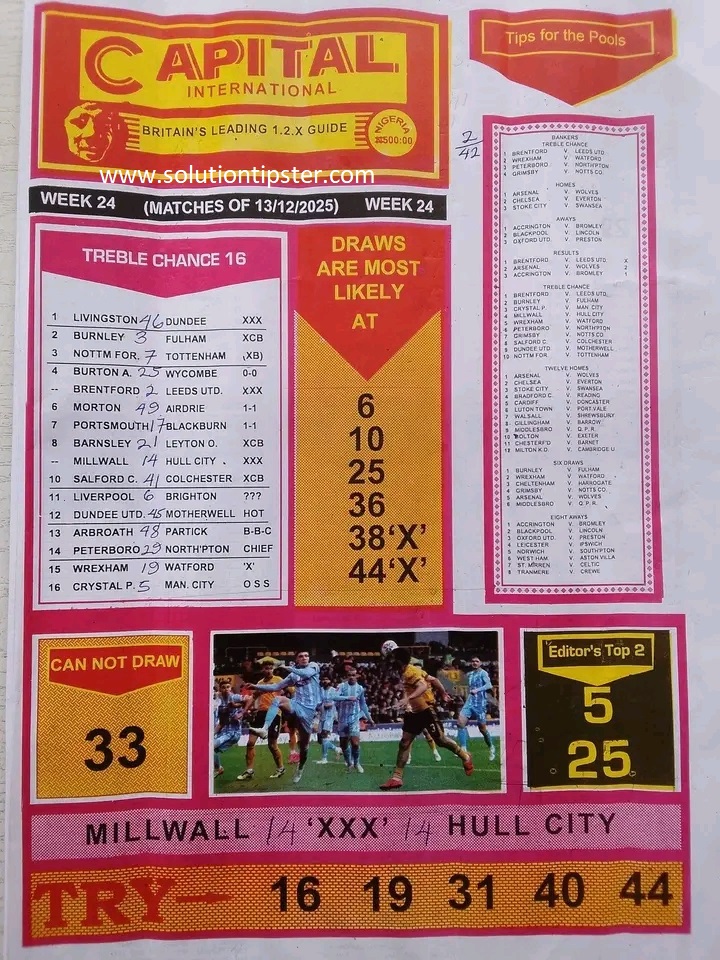 CAPITAL
INTERNATIONAL
BRITAIN'S LEADING 1.2.X GUIDE
NIGERIA
₦500:00
www.solutiontipster.com
WEEK 24 (MATCHES OF 13/12/2025) WEEK 24
TREBLE CHANCE 16
1 LIVINGSTON 46 DUNDEE XXX
2 BURNLEY 3 FULHAM XCB
3 NOTTM FOR. 7 TOTTENHAM (XB)
4 BURTON A. 25 WYCOMBE 0-0
-- BRENTFORD 2 LEEDS UTD. XXX
6 MORTON 49 AIRDRIE 1-1
7 PORTSMOUTH 17 BLACKBURN 1-1
8 BARNSLEY 21 LEYTON O. XCB
-- MILLWALL 14 HULL CITY . XXX
10 SALFORD C. 41 COLCHESTER XCB
11. LIVERPOOL 6 BRIGHTON ???
12 DUNDEE UTD. 45 MOTHERWELL HOT
13 ARBROATH 48 PARTICK B-B-C
14 PETERBORO 29 NORTH'PTON CHIEF
15 WREXHAM 19 WATFORD 'X'
16 CRYSTAL P. 5 MAN. CITY O S S
DRAWS
ARE MOST
LIKELY
AT
6
10
25
36
38'X'
44'X'
Tips for the Pools
2/42
BANKERS
TREBLE CHANCE
1 BRENTFORD V. LEEDS UTD.
2 WREXHAM V. WATFORD
3 PETERBORO V. NORTH'PTON
4 GRIMSBY V. NOTTS CO.
HOMES
1 ARSENAL V. WOLVES
2 CHELSEA V. EVERTON
3 STOKE CITY V. SWANSEA
AWAYS
1 ACCRINGTON V. BROMLEY
2 BLACKPOOL V. LINCOLN
3 OXFORD UTD. V. PRESTON
RESULTS
1 BRENTFORD V. LEEDS UTD. X
2 ARSENAL V. WOLVES 2
3 ACCRINGTON V. BROMLEY 1
TREBLE CHANCE
1 BRENTFORD V. LEEDS UTD.
2 BURNLEY V. FULHAM
3 CRYSTAL P. V. MAN CITY
4 MILLWALL V. HULL CITY
5 WREXHAM V. WATFORD
6 PETERBORO V. NORTH'PTON
7 GRIMSBY V. NOTTS CO.
8 SALFORD C. V. COLCHESTER
9 DUNDEE UTD V. MOTHERWELL
10 NOTTM FOR. V. TOTTENHAM
TWELVE HOMES
1 ARSENAL V. WOLVES
2 CHELSEA V. EVERTON
3 STOKE CITY V. SWANSEA
4 BRADFORD C. V. READING
5 CARDIFF V. DONCASTER
6 LUTON TOWN V. PORT.VALE
7 WALSALL V. SHREWSBURY
8 GILLINGHAM V. BARROW
9 MIDDLESBRO V. Q. P. R.
10 BOLTON V. EXETER
11 CHESTERF'D V. BARNET
12 MILTON K.D. V. CAMBRIDGE U
SIX DRAWS
1 BURNLEY V. FULHAM
2 WREXHAM V. WATFORD
3 CHELTENHAM V. HARROGATE
4 GRIMSBY V. NOTTS CO.
5 ARSENAL V. WOLVES
6 MIDDLESBRO V. Q.P.R.
EIGHT AWAYS
1 ACCRINGTON V. BROMLEY
2 BLACKPOOL V. LINCOLN
3 OXFORD UTD. V. PRESTON
4 LEICESTER V. IPSWICH
5 NORWICH V. SOUTH'PTON
6 WEST HAM V. ASTON VILLA
7 ST. MIRREN V. CELTIC
8 TRANMERE V. CREWE
CAN NOT DRAW
33
Editor's Top 2
5
25
MILLWALL 14 'XXX' 14 HULL CITY
TRY 16 19 31 40 44